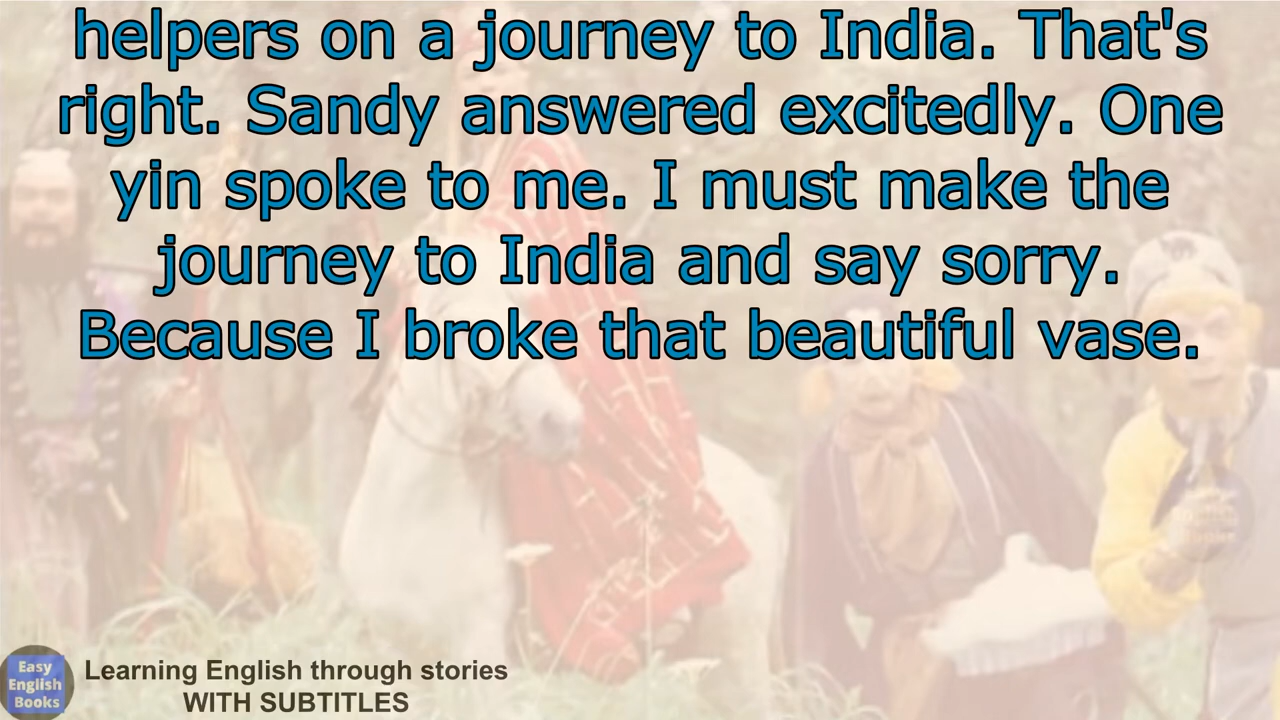 helpers on a journey to India. That's
right. Sandy answered excitedly. One
yin spoke to me. I must make the
journey to India and say sorry.
Because I broke that beautiful vase.
Easy
English
Books
Learning English through stories
WITH SUBTITLES